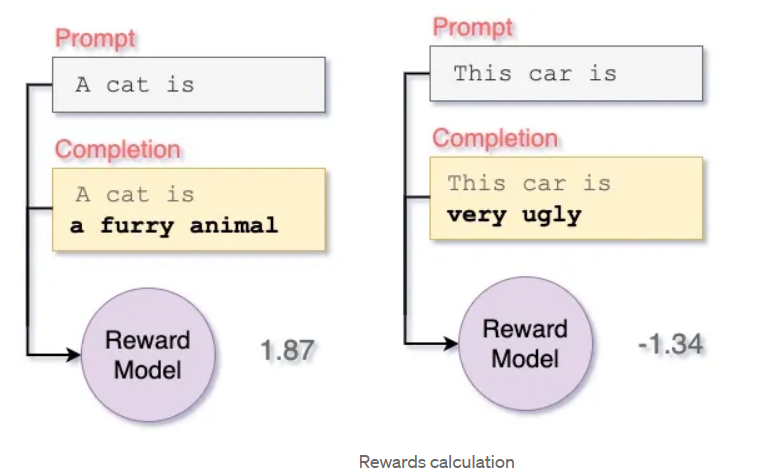 Prompt
A cat is
Completion
A cat is
a furry animal
Reward
Model
1.87
Prompt
This car is
Completion
This car is
very ugly
Reward
Model
-1.34
Rewards calculation